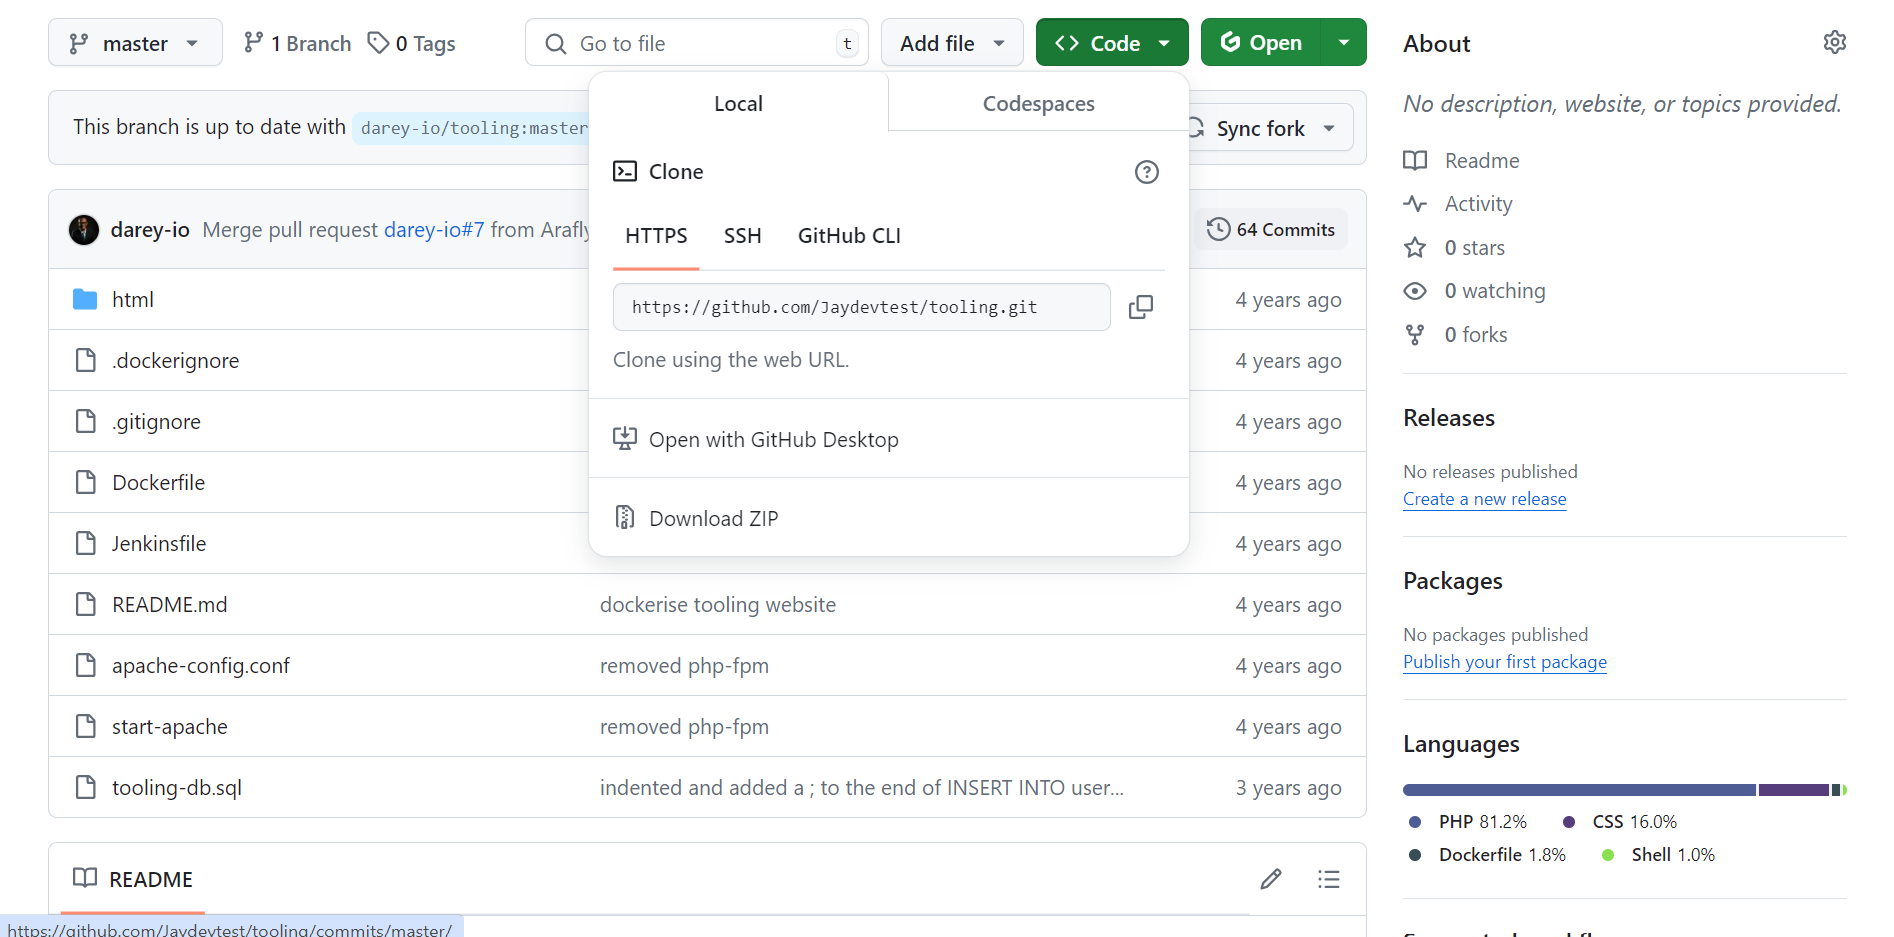 master 1 Branch 0 Tags Go to file t Add file Code Open
This branch is up to date with darey-io/tooling:master Sync fork
Local Codespaces
Clone
HTTPS SSH GitHub CLI
https://github.com/Jaydevtest/tooling.git
Clone using the web URL.
Open with GitHub Desktop
Download ZIP
darey-io Merge pull request darey-io#7 from Arafly 64 Commits
html 4 years ago
.dockerignore 4 years ago
.gitignore 4 years ago
Dockerfile 4 years ago
Jenkinsfile 4 years ago
README.md dockerise tooling website 4 years ago
apache-config.conf removed php-fpm 4 years ago
start-apache removed php-fpm 4 years ago
tooling-db.sql indented and added a ; to the end of INSERT INTO user... 3 years ago
README
https://github.com/Jaydevtest/tooling/commits/master/
About
No description, website, or topics provided.
Readme
Activity
0 stars
0 watching
0 forks
Releases
No releases published
Create a new release
Packages
No packages published
Publish your first package
Languages
PHP 81.2% CSS 16.0%
Dockerfile 1.8% Shell 1.0%